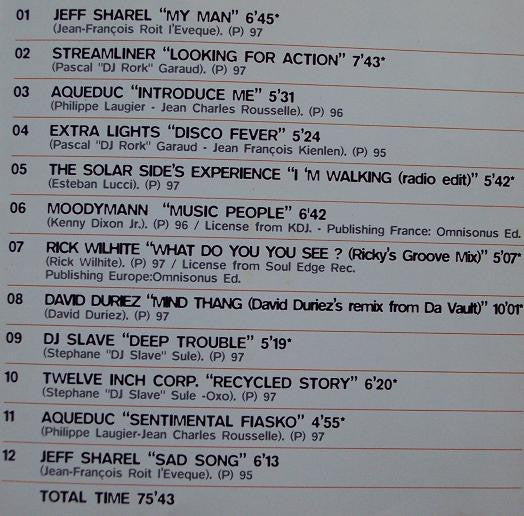 01 JEFF SHAREL “MY MAN” 6’45*
(Jean-François Roit l'Eveque). (P) 97
02 STREAMLINER “LOOKING FOR ACTION” 7’43*
(Pascal "DJ Rork" Garaud). (P) 97
03 AQUEDUC “INTRODUCE ME” 5’31
(Philippe Laugier - Jean Charles Rousselle). (P) 96
04 EXTRA LIGHTS “DISCO FEVER” 5’24
(Pascal "DJ Rork" Garaud - Jean François Kienlen). (P) 95
05 THE SOLAR SIDE’S EXPERIENCE “I ’M WALKING (radio edit)” 5’42*
(Esteban Lucci). (P) 97
06 MOODYMANN “MUSIC PEOPLE” 6’42
(Kenny Dixon Jr.). (P) 96 / License from KDJ. - Publishing France: Omnisonus Ed.
07 RICK WILHITE “WHAT DO YOU YOU SEE ? (Ricky’s Groove Mix)” 5’07*
(Rick Wilhite). (P) 97 / License from Soul Edge Rec.
Publishing Europe:Omnisonus Ed.
08 DAVID DURIEZ “MIND THANG (David Duriez’s remix from Da Vault)” 10’01*
(David Duriez). (P) 97
09 DJ SLAVE “DEEP TROUBLE” 5’19*
(Stephane "DJ Slave" Sule). (P) 97
10 TWELVE INCH CORP. “RECYCLED STORY” 6’20*
(Stephane "DJ Slave" Sule -Oxo). (P) 97
11 AQUEDUC “SENTIMENTAL FIASKO” 4’55*
(Philippe Laugier-Jean Charles Rousselle). (P) 97
12 JEFF SHAREL “SAD SONG” 6’13
(Jean-François Roit l'Eveque). (P) 95
TOTAL TIME 75’43